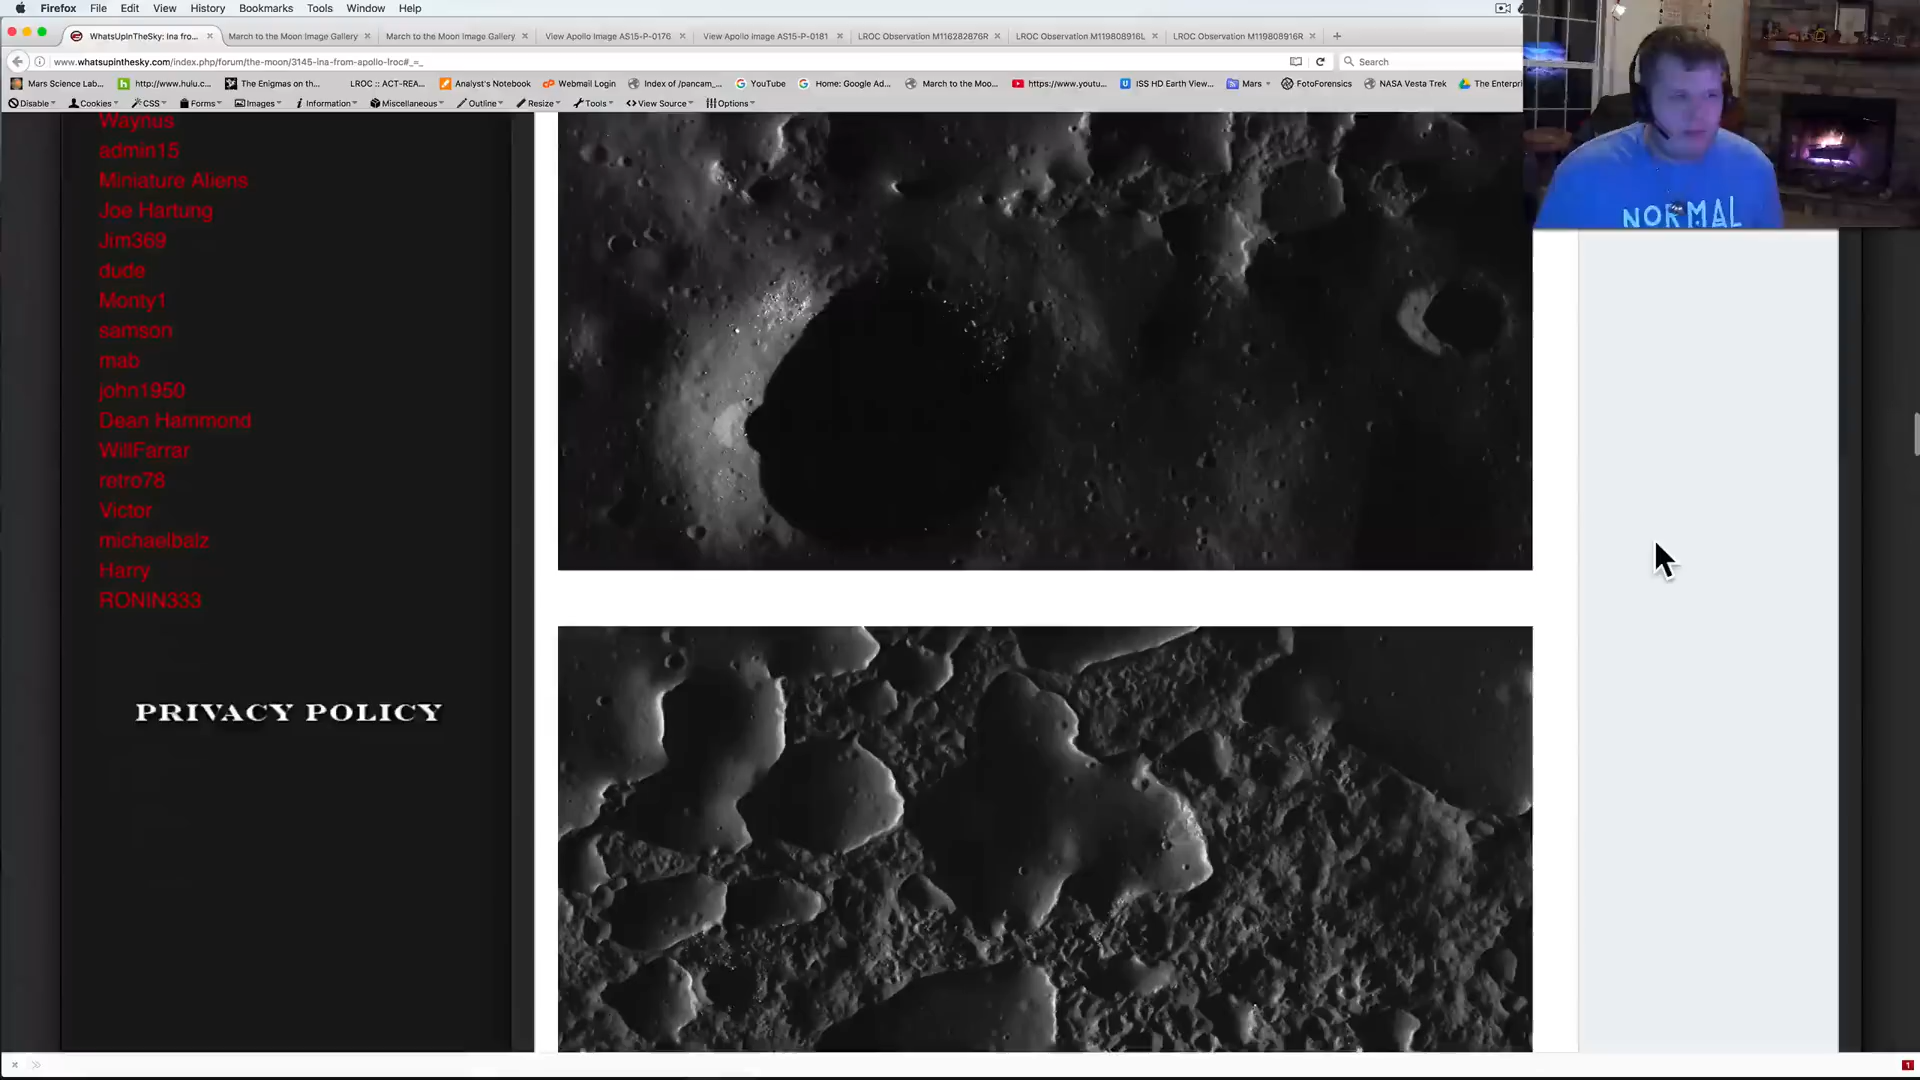 Firefox File Edit View History Bookmarks Tools Window Help
WhatsUpInTheSky: Ina fro... March to the Moon Image Gallery March to the Moon Image Gallery View Apollo Image AS15-P-0176 View Apollo image AS15-P-0181 LROC Observation M116282876R LROC Observation M119808916L LROC Observation M119808916R
www.whatsupinthesky.com/index.php/forum/the-moon/3145-ina-from-apollo-lroc#_=_ Search
Mars Science Lab... http://www.hulu.c... The Enigmas on th... LROC :: ACT-REA... Analyst's Notebook Webmail Login Index of /pancam_... YouTube Home: Google Ad... March to the Moo... https://www.youtu... ISS HD Earth View... Mars FotoForensics NASA Vesta Trek The Enterpri
Disable Cookies CSS Forms Images Information Miscellaneous Outline Resize Tools View Source Options
Waynus
admin15
Miniature Aliens
Joe Hartung
Jim369
dude
Monty1
samson
mab
john1950
Dean Hammond
WillFarrar
retro78
Victor
michaelbalz
Harry
RONIN333
PRIVACY POLICY
NORMAL
1